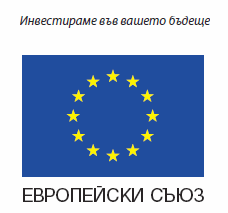 Инвестираме във вашето бъдеще
ЕВРОПЕЙСКИ СЪЮЗ